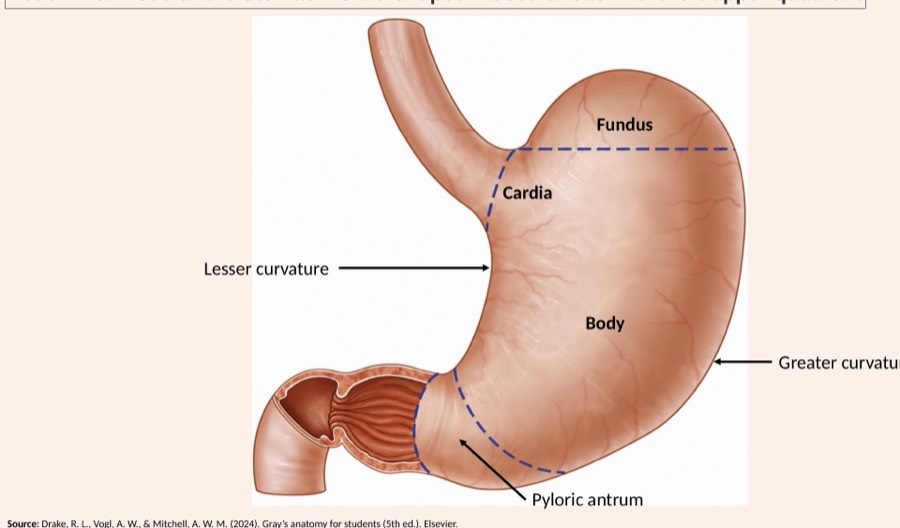 Fundus
Cardia
Lesser curvature
Body
Greater curvatu
Pyloric antrum
Source: Drake, R. L., Vogl, A. W., & Mitchell, A. W. M. (2024). Gray's anatomy for students (5th ed.). Elsevier.